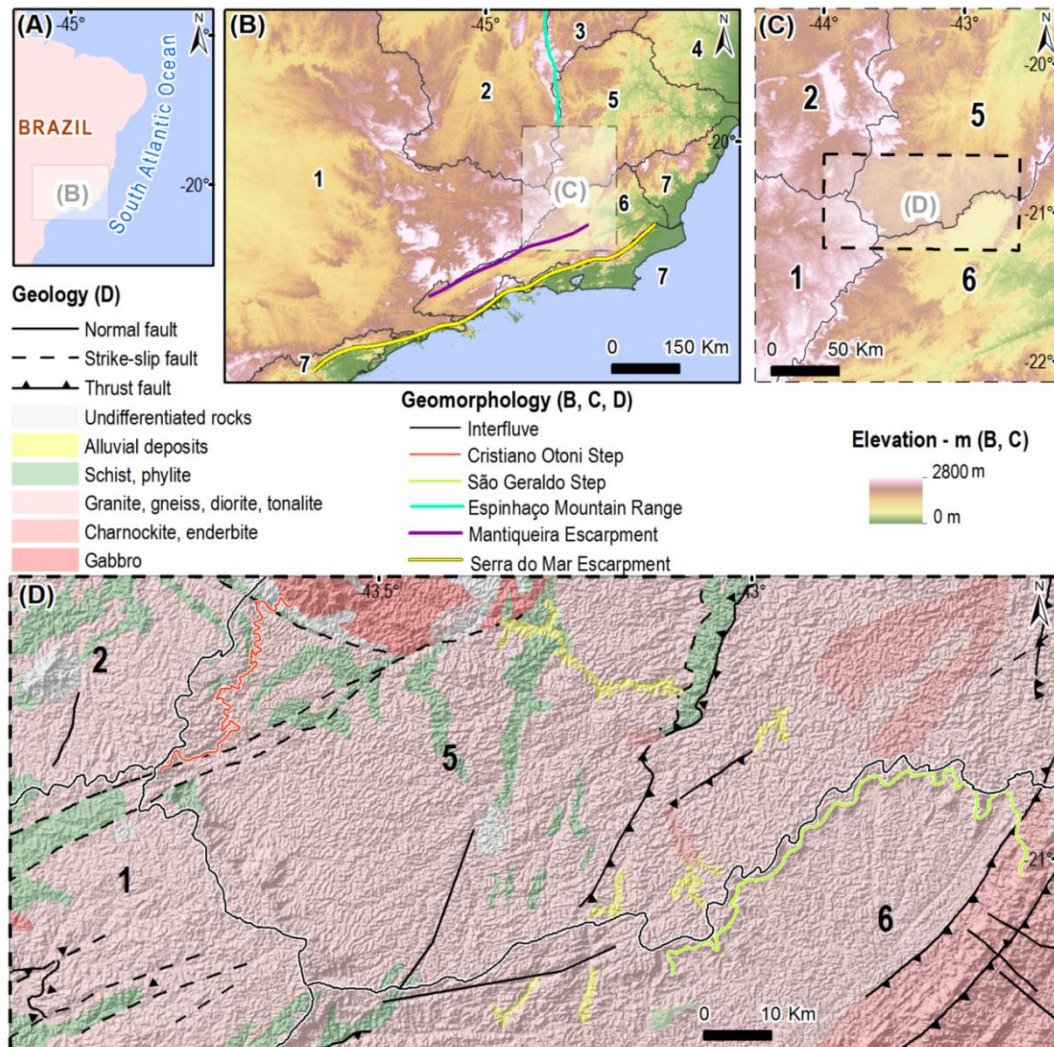 (A)
-45°
N
-20°
BRAZIL
South Atlantic Ocean
(B)
(B)
-45°
N
3
4
2
5
-20°
1
(C)
7
6
7
7
0 150 Km
(C)
-44° -43°
N
-20°
2
5
(D)
-21°
1
6
0 50 Km
-22°
Geology (D)
Normal fault
Strike-slip fault
Thrust fault
Undifferentiated rocks
Alluvial deposits
Schist, phylite
Granite, gneiss, diorite, tonalite
Charnockite, enderbite
Gabbro
Geomorphology (B, C, D)
Interfluve
Cristiano Otoni Step
São Geraldo Step
Espinhaço Mountain Range
Mantiqueira Escarpment
Serra do Mar Escarpment
Elevation - m (B, C)
2800 m
0 m
(D)
43,5°
-43°
N
2
5
1
-21°
6
0 10 Km